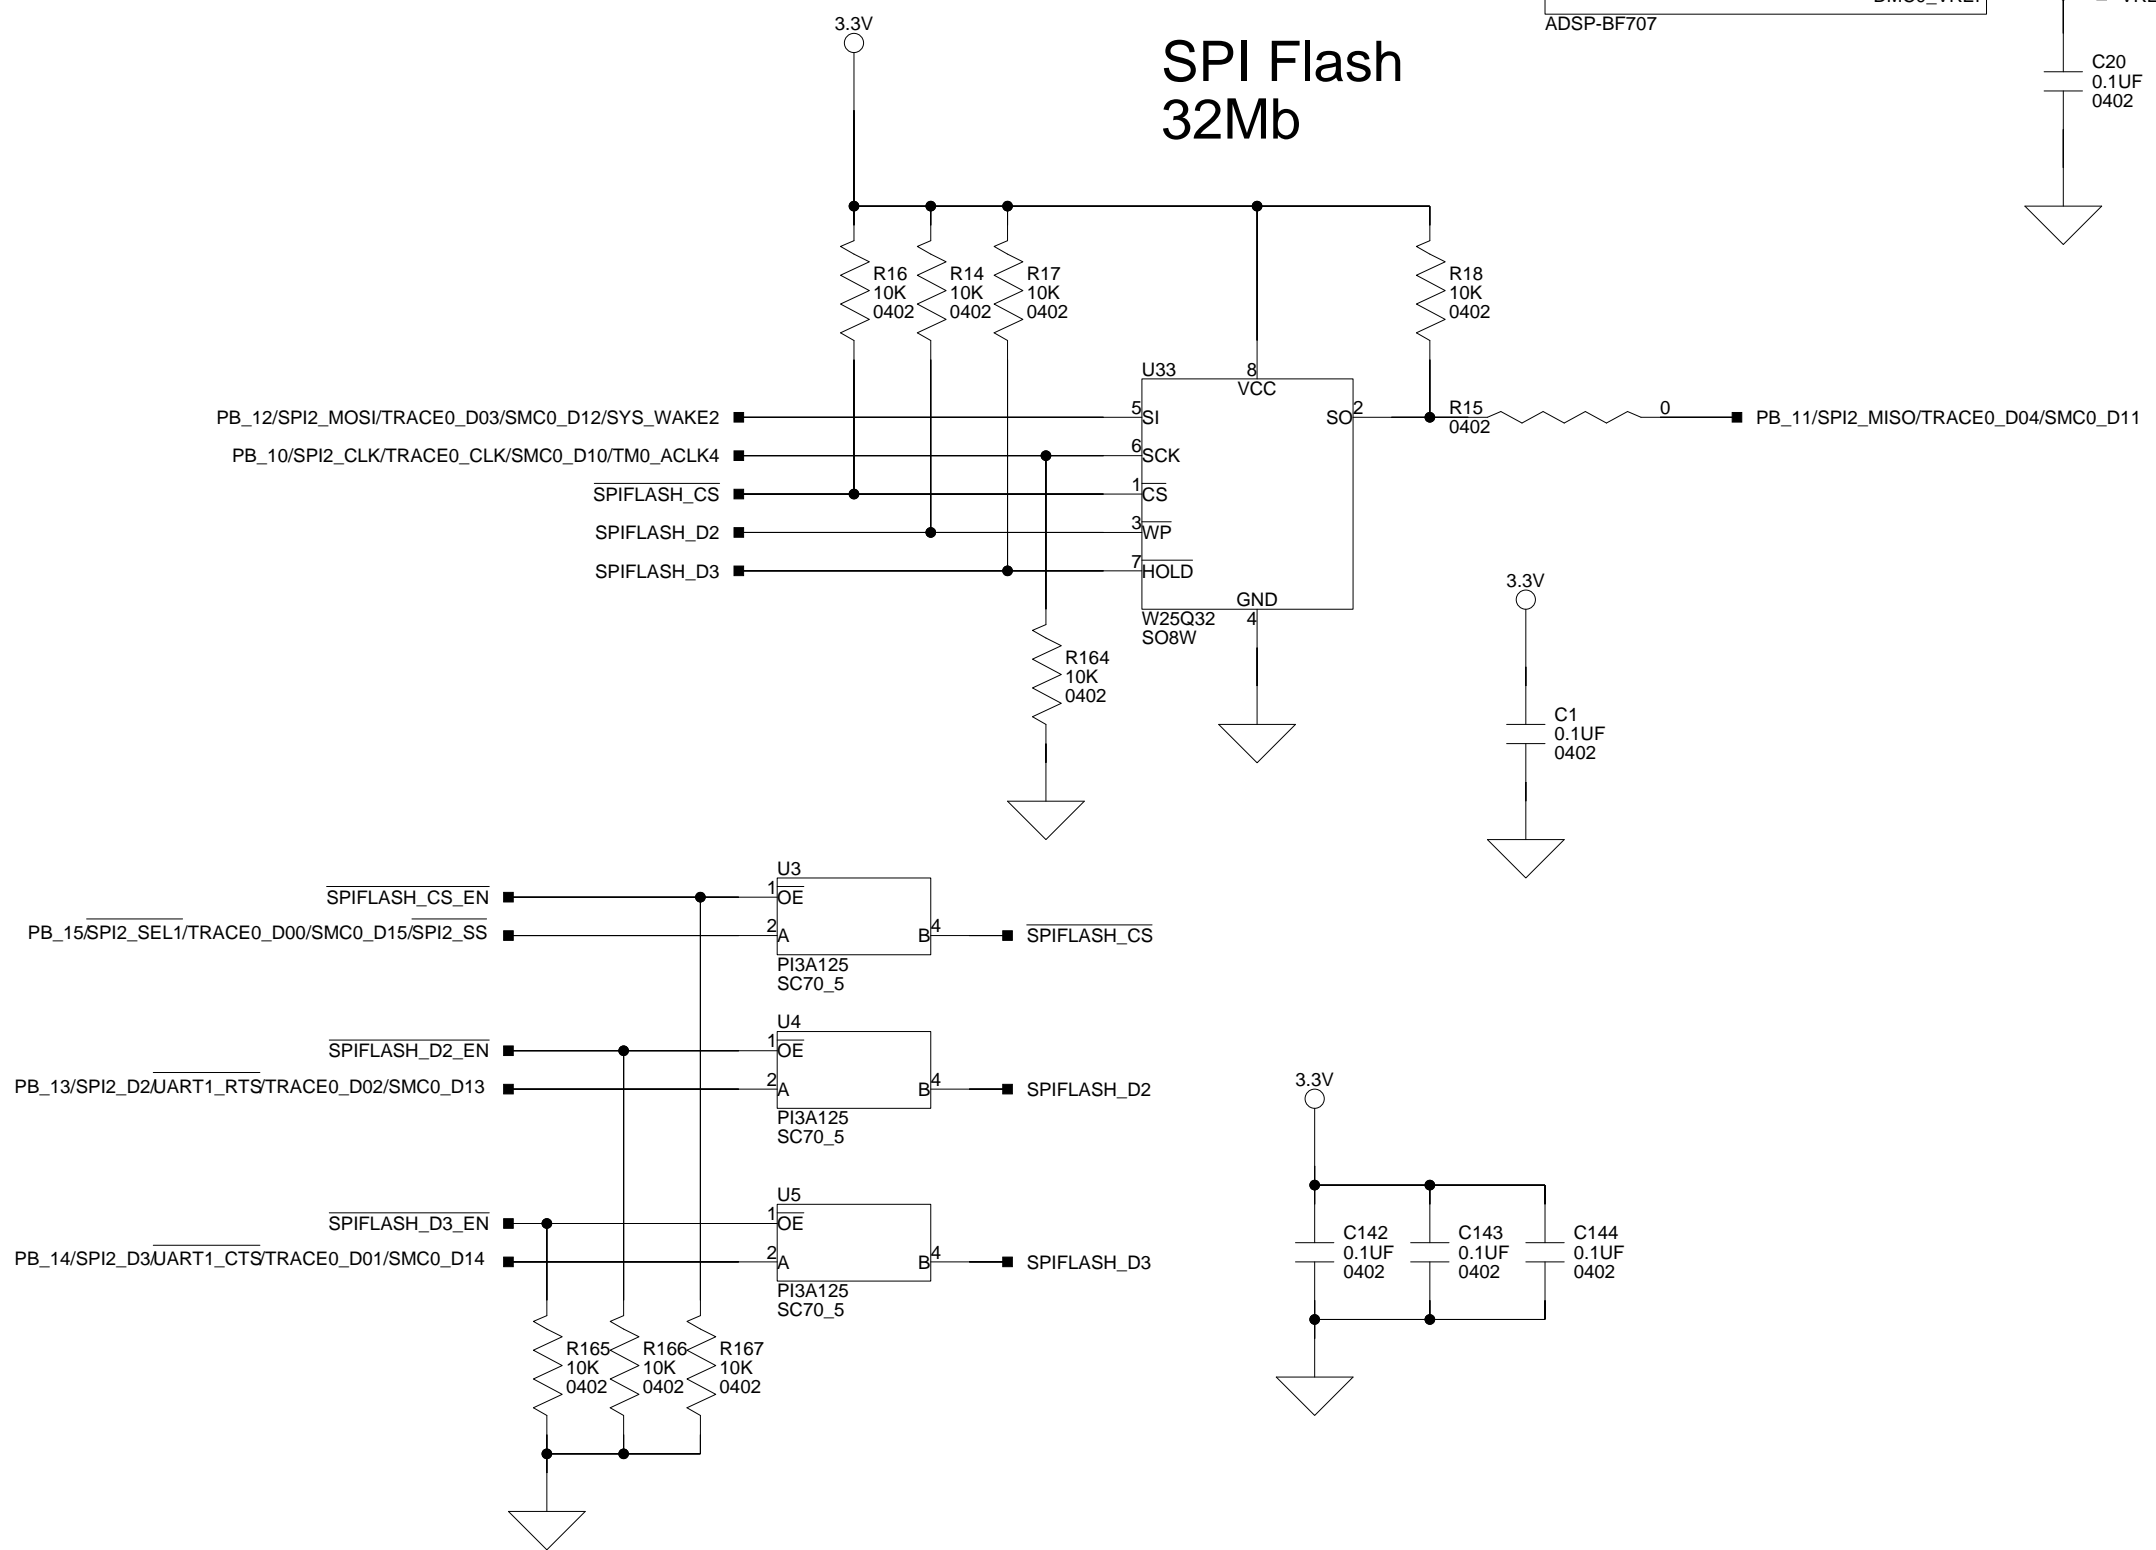 3.3V
ADSP-BF707
SPI Flash
32Mb
C20
0.1UF
0402
R16
10K
0402
R14
10K
0402
R17
10K
0402
R18
10K
0402
U33
8
VCC
PB_12/SPI2_MOSI/TRACE0_D03/SMC0_D12/SYS_WAKE2
5
SI
SO
2
R15
0402
0
PB_11/SPI2_MISO/TRACE0_D04/SMC0_D11
PB_10/SPI2_CLK/TRACE0_CLK/SMC0_D10/TM0_ACLK4
6
SCK
SPIFLASH_CS
1
CS
SPIFLASH_D2
3
WP
SPIFLASH_D3
7
HOLD
GND
4
W25Q32
SO8W
3.3V
R164
10K
0402
C1
0.1UF
0402
U3
SPIFLASH_CS_EN
1
OE
PB_15/SPI2_SEL1/TRACE0_D00/SMC0_D15/SPI2_SS
2
A
B
4
SPIFLASH_CS
PI3A125
SC70_5
U4
SPIFLASH_D2_EN
1
OE
PB_13/SPI2_D2/UART1_RTS/TRACE0_D02/SMC0_D13
2
A
B
4
SPIFLASH_D2
PI3A125
SC70_5
3.3V
U5
SPIFLASH_D3_EN
1
OE
PB_14/SPI2_D3/UART1_CTS/TRACE0_D01/SMC0_D14
2
A
B
4
SPIFLASH_D3
PI3A125
SC70_5
C142
0.1UF
0402
C143
0.1UF
0402
C144
0.1UF
0402
R165
10K
0402
R166
10K
0402
R167
10K
0402